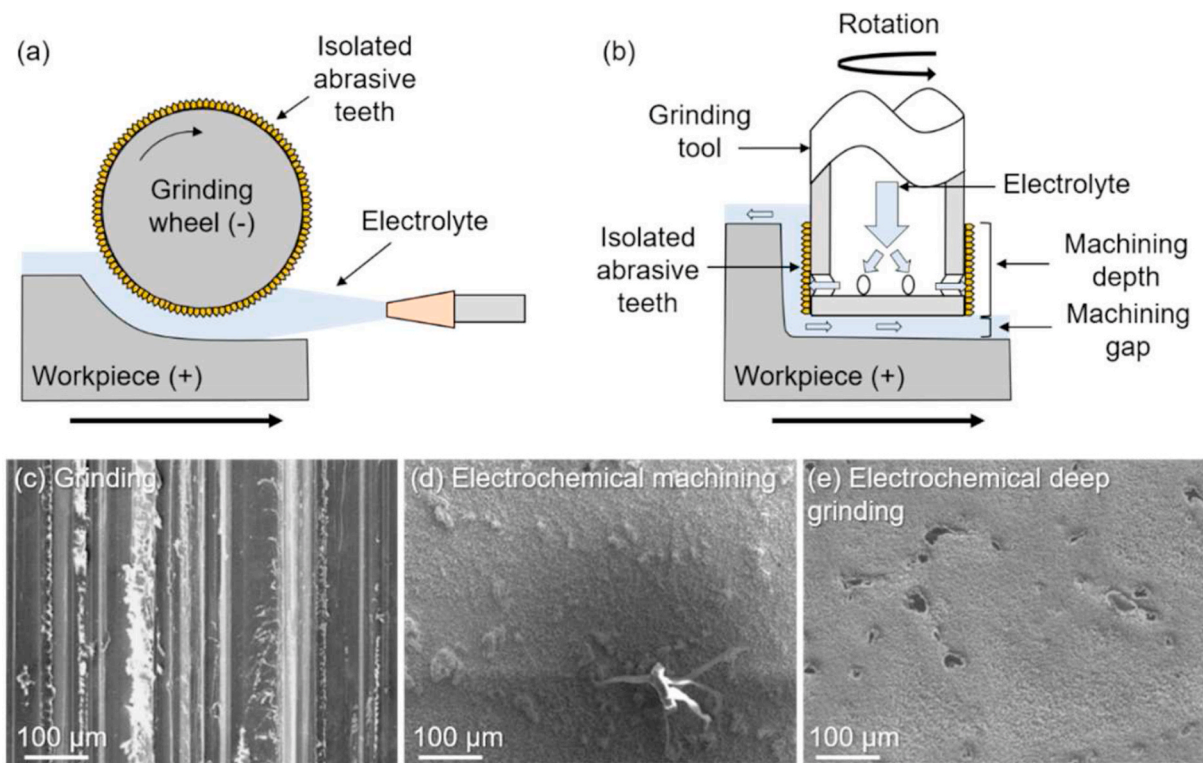 (a)
Isolated
abrasive
teeth
Grinding
wheel (-)
Electrolyte
Workpiece (+)
(b)
Rotation
Grinding
tool
Electrolyte
Isolated
abrasive
teeth
Machining
depth
Machining
gap
Workpiece (+)
(c) Grinding
100 µm
(d) Electrochemical machining
100 µm
(e) Electrochemical deep
grinding
100 µm